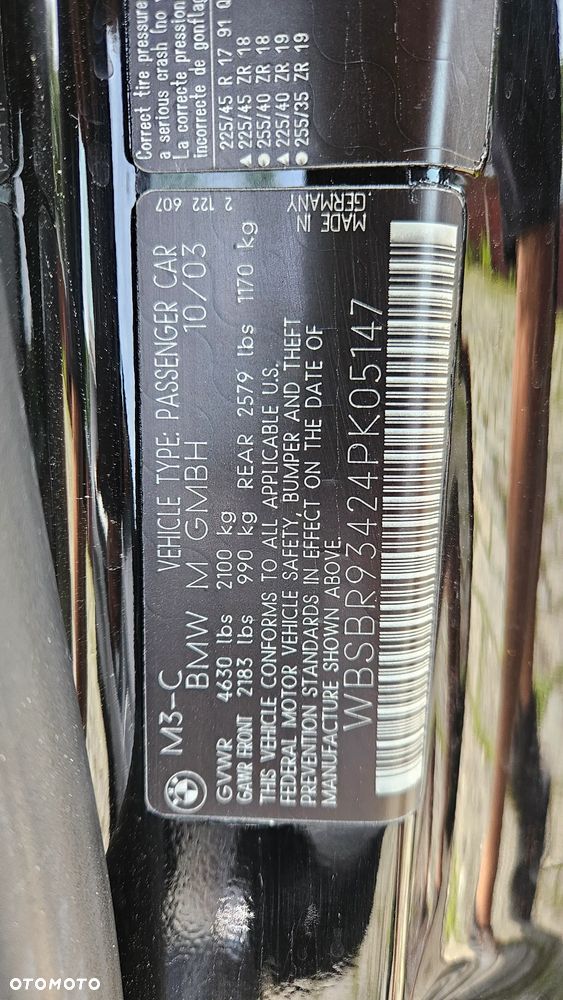 Correct tire pressure
a serious crash (no
La correcte pression
incorrecte de gonflag
225/45 R 17 91
▲ 225/45 ZR 18
● 255/40 ZR 18
▲ 225/40 ZR 19
● 255/35 ZR 19
M3-C VEHICLE TYPE: PASSENGER CAR 2 122 607
BMW M GMBH 10/03
GVWR 4630 lbs 2100 kg
GAWR FRONT 2183 lbs 990 kg REAR 2579 lbs 1170 kg
THIS VEHICLE CONFORMS TO ALL APPLICABLE U.S.
FEDERAL MOTOR VEHICLE SAFETY, BUMPER AND THEFT
PREVENTION STANDARDS IN EFFECT ON THE DATE OF
MANUFACTURE SHOWN ABOVE.
MADE IN
GERMANY.
WBSBR93424PK05147
OTOMOTO